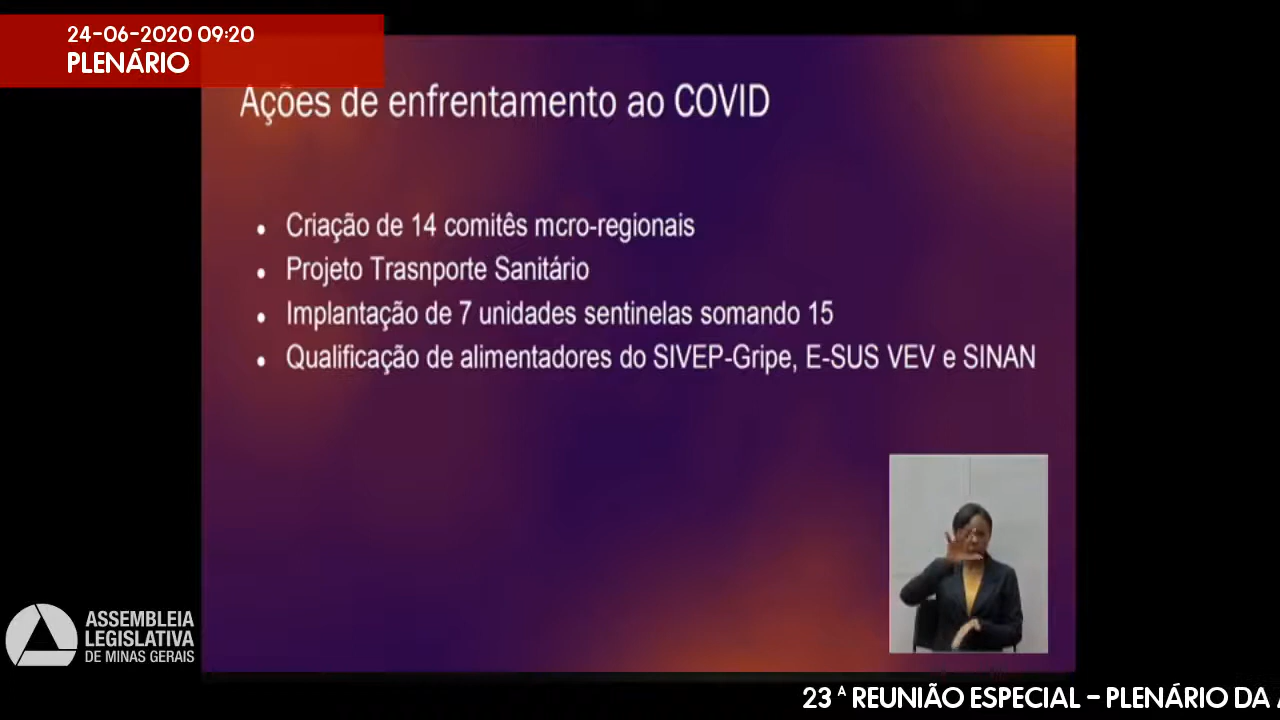 24-06-2020 09:20
PLENÁRIO
Ações de enfrentamento ao COVID
• Criação de 14 comitês mcro-regionais
• Projeto Trasnporte Sanitário
• Implantação de 7 unidades sentinelas somando 15
• Qualificação de alimentadores do SIVEP-Gripe, E-SUS VEV e SINAN
ASSEMBLEIA
LEGISLATIVA
DE MINAS GERAIS
23ª REUNIÃO ESPECIAL - PLENÁRIO DA